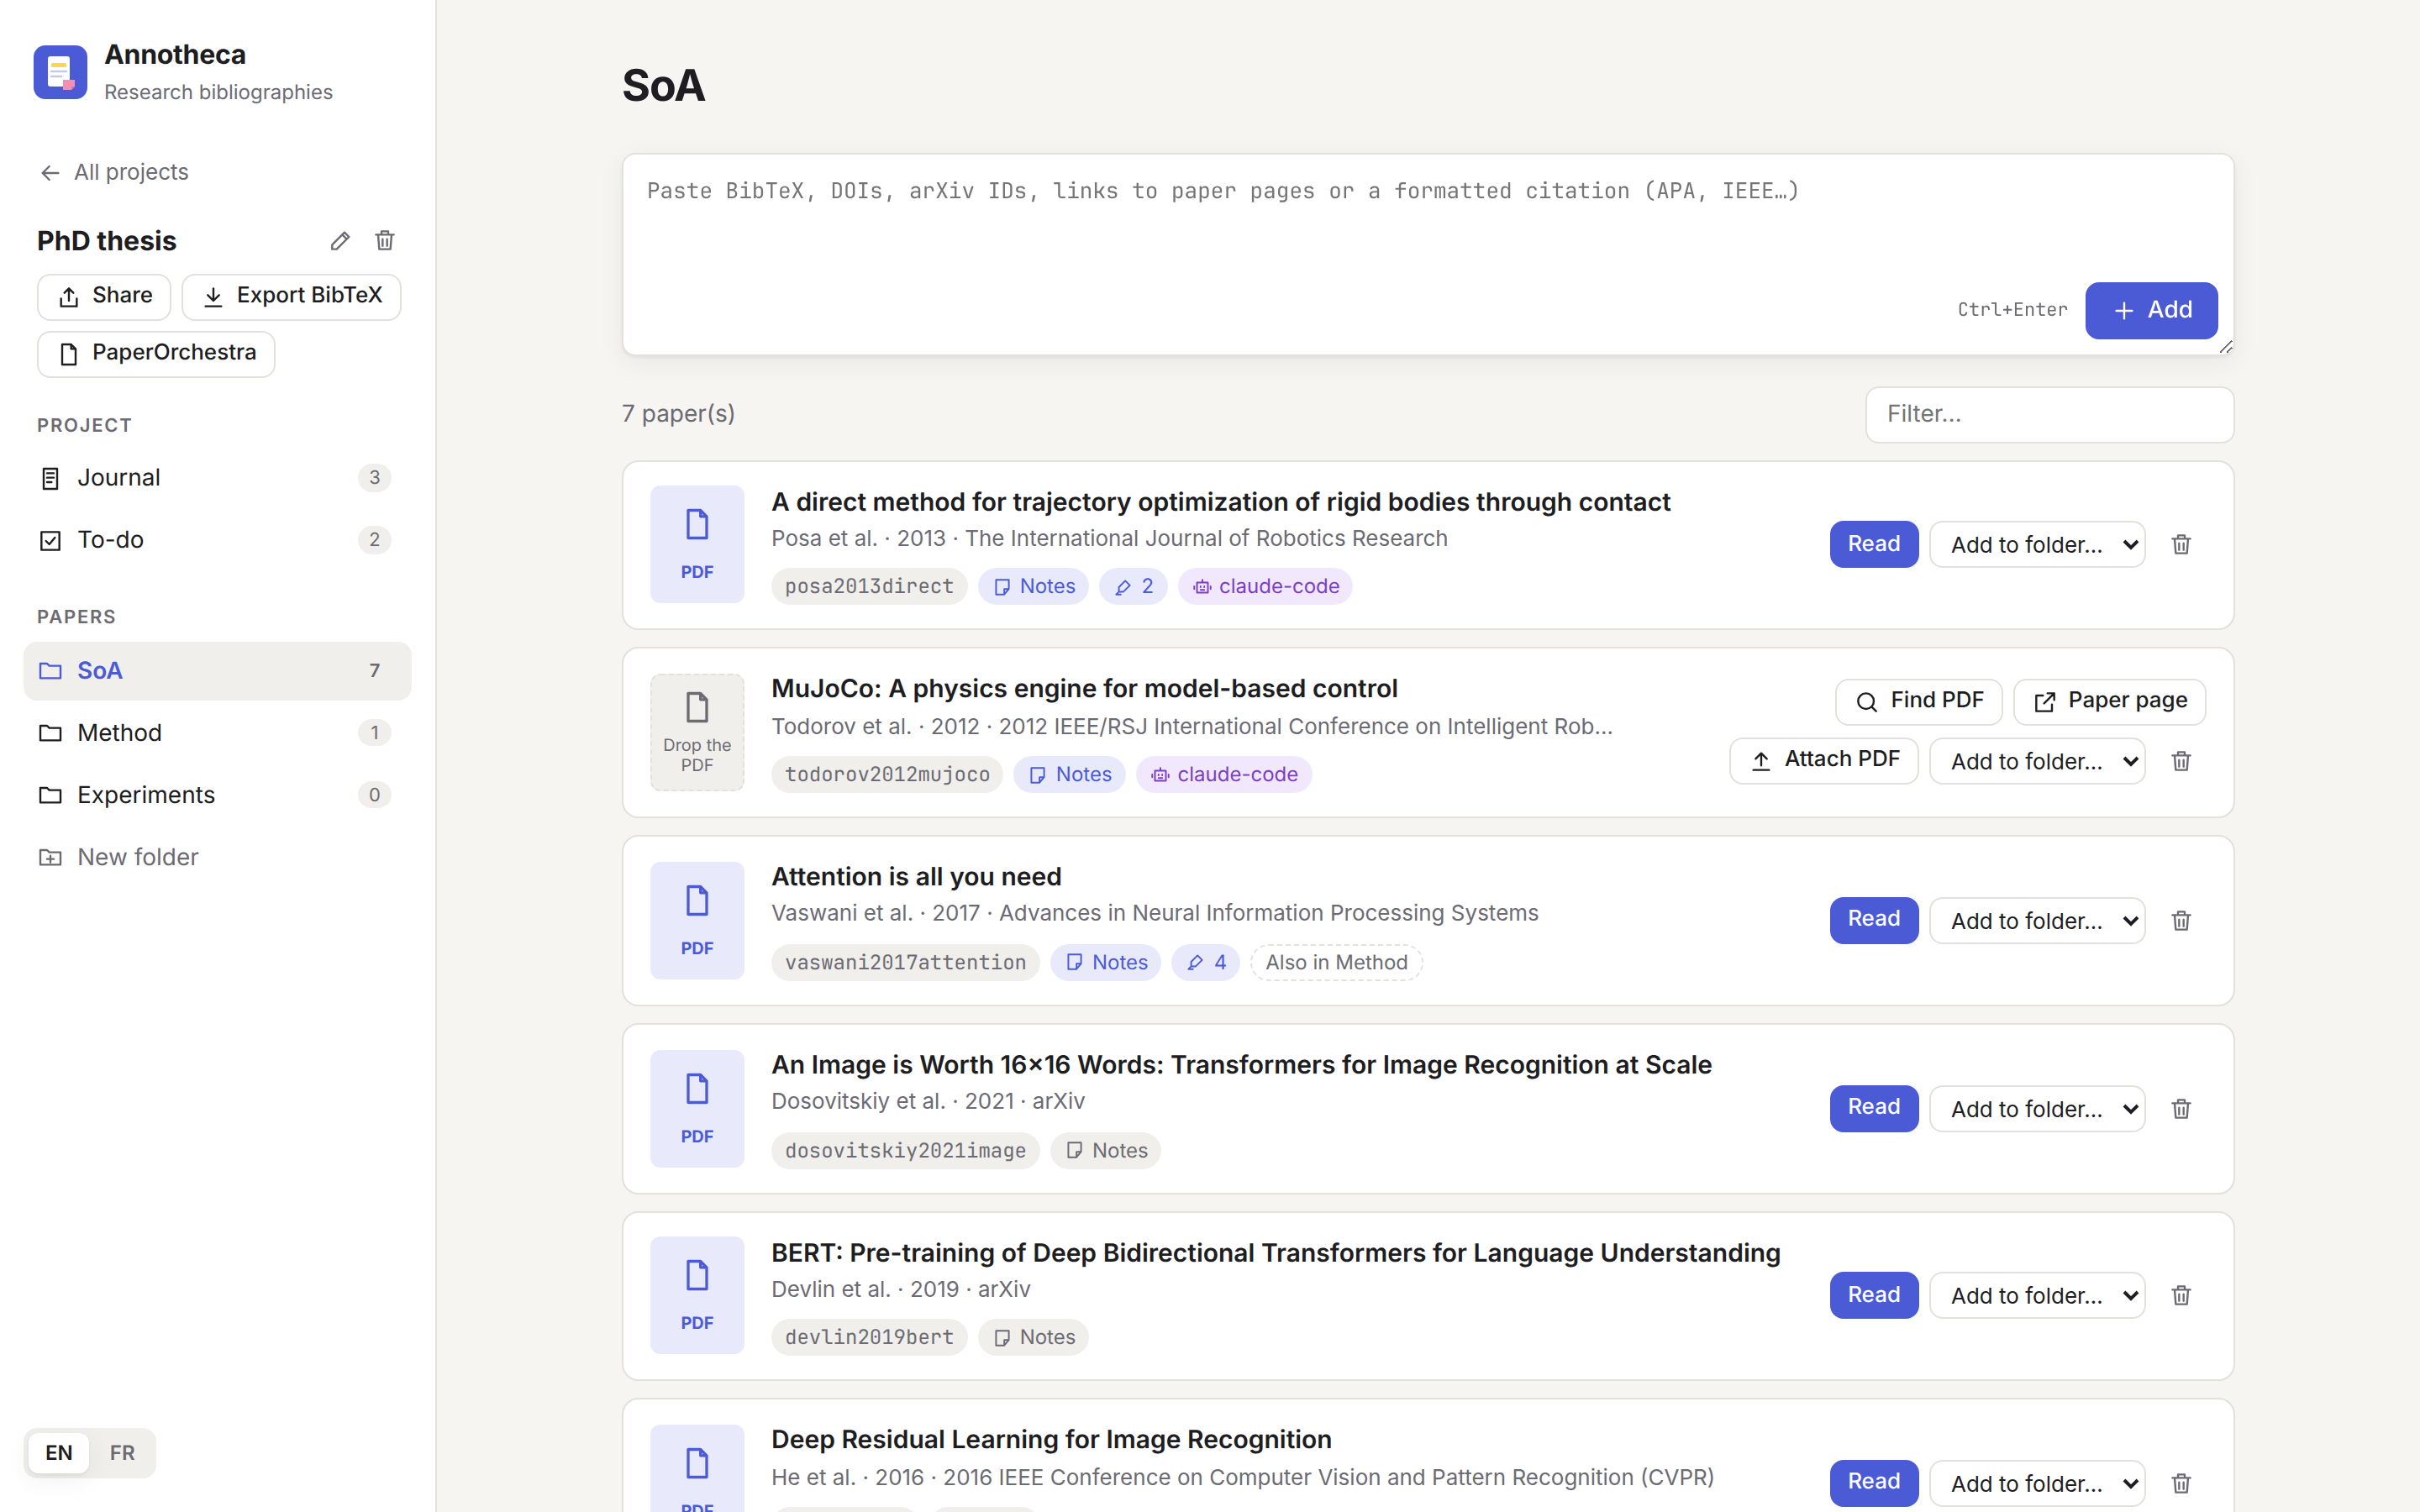 Annotheca
Research bibliographies
All projects
PhD thesis
Share
Export BibTeX
PaperOrchestra
PROJECT
Journal 3
To-do 2
PAPERS
SoA 7
Method 1
Experiments 0
New folder
EN FR
SoA
Paste BibTeX, DOIs, arXiv IDs, links to paper pages or a formatted citation (APA, IEEE…)
Ctrl+Enter
Add
7 paper(s)
Filter...
PDF
A direct method for trajectory optimization of rigid bodies through contact
Posa et al. · 2013 · The International Journal of Robotics Research
posa2013direct Notes 2 claude-code
Read Add to folder...
Drop the
PDF
MuJoCo: A physics engine for model-based control
Todorov et al. · 2012 · 2012 IEEE/RSJ International Conference on Intelligent Rob...
todorov2012mujoco Notes claude-code
Find PDF Paper page
Attach PDF Add to folder...
PDF
Attention is all you need
Vaswani et al. · 2017 · Advances in Neural Information Processing Systems
vaswani2017attention Notes 4 Also in Method
Read Add to folder...
PDF
An Image is Worth 16×16 Words: Transformers for Image Recognition at Scale
Dosovitskiy et al. · 2021 · arXiv
dosovitskiy2021image Notes
Read Add to folder...
PDF
BERT: Pre-training of Deep Bidirectional Transformers for Language Understanding
Devlin et al. · 2019 · arXiv
devlin2019bert Notes
Read Add to folder...
PDF
Deep Residual Learning for Image Recognition
He et al. · 2016 · 2016 IEEE Conference on Computer Vision and Pattern Recognition (CVPR)
Read Add to folder...